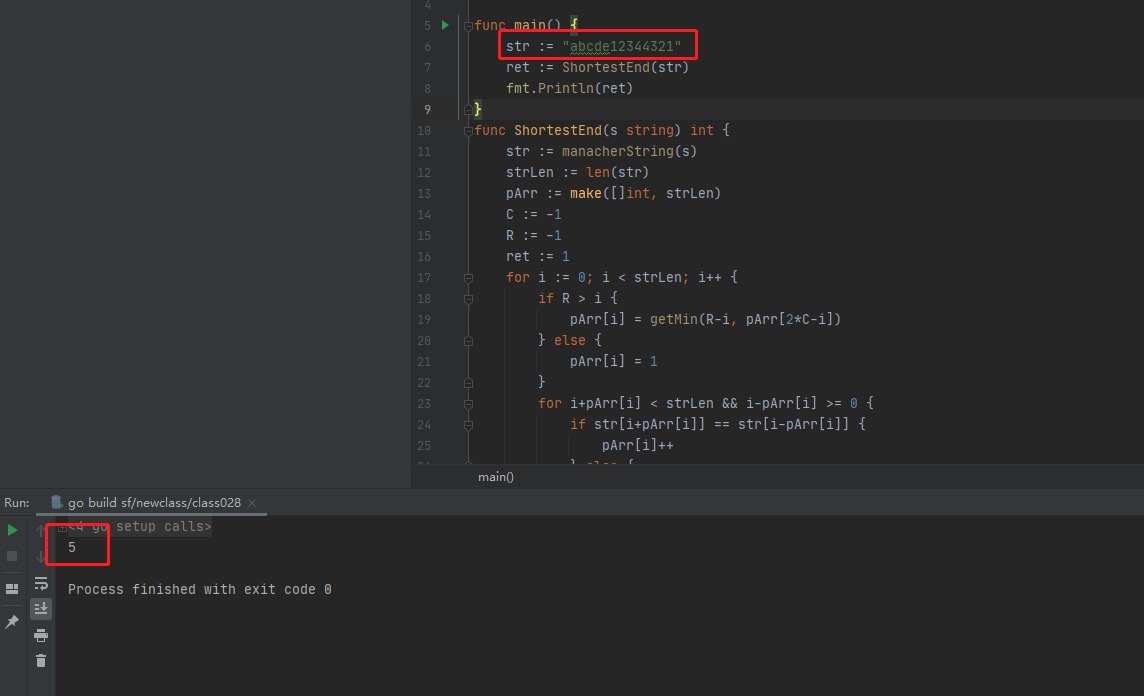 4
5 func main() {
6 str := "abcde12344321"
7 ret := ShortestEnd(str)
8 fmt.Println(ret)
9 }
10 func ShortestEnd(s string) int {
11 str := manacherString(s)
12 strLen := len(str)
13 pArr := make([]int, strLen)
14 C := -1
15 R := -1
16 ret := 1
17 for i := 0; i < strLen; i++ {
18 if R > i {
19 pArr[i] = getMin(R-i, pArr[2*C-i])
20 } else {
21 pArr[i] = 1
22 }
23 for i+pArr[i] < strLen && i-pArr[i] >= 0 {
24 if str[i+pArr[i]] == str[i-pArr[i]] {
25 pArr[i]++
} else {
main()
Run: go build sf/newclass/class028
<4 go setup calls>
5
Process finished with exit code 0